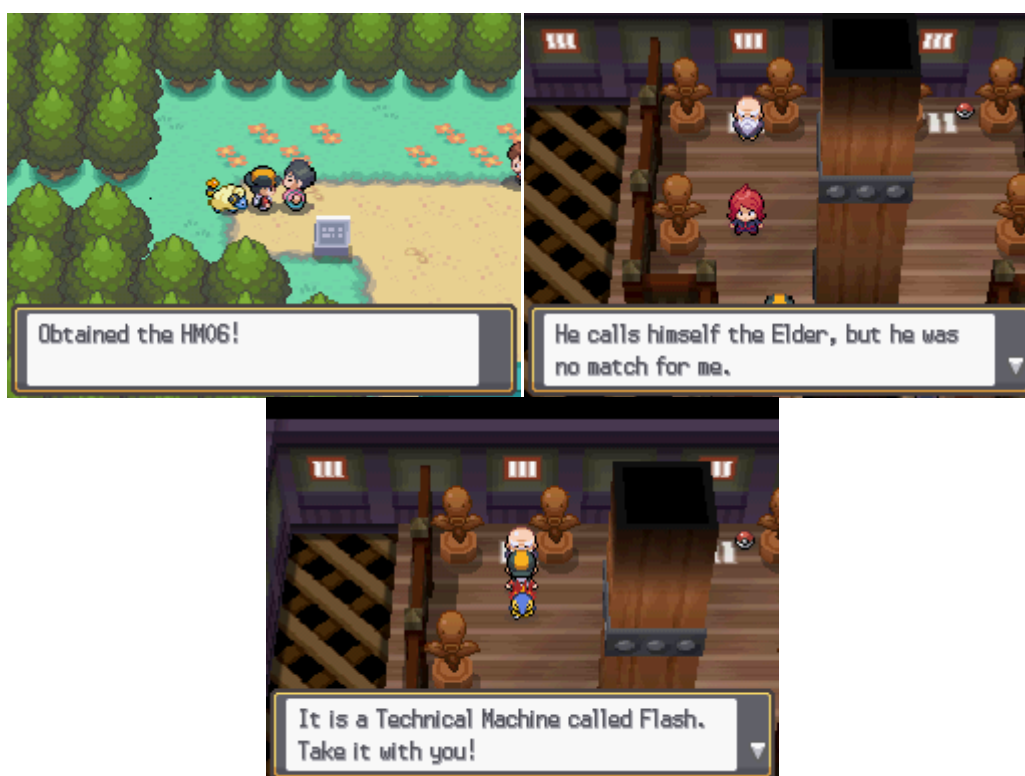 Obtained the HM06!
He calls himself the Elder, but he was
no match for me.
It is a Technical Machine called Flash.
Take it with you!